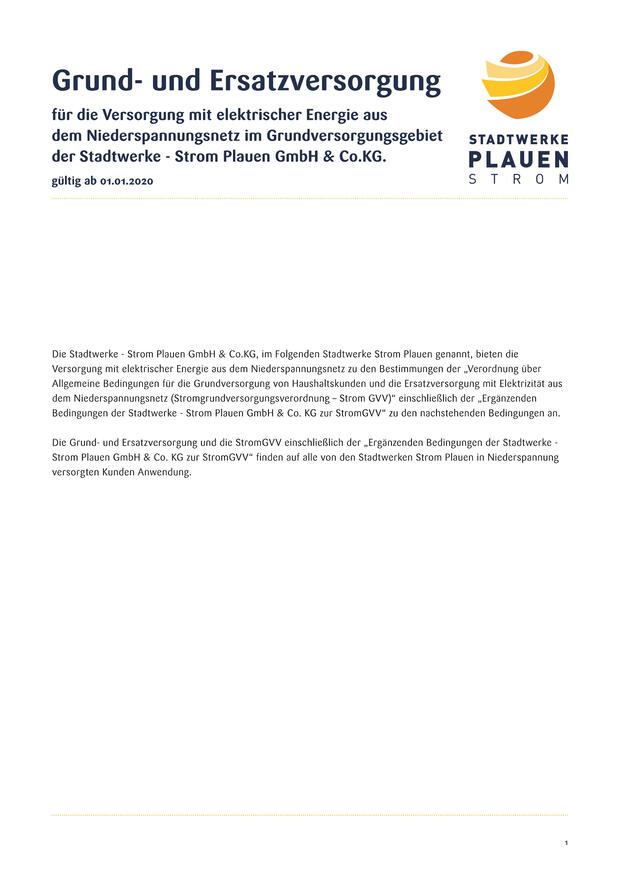 Grund- und Ersatzversorgung
für die Versorgung mit elektrischer Energie aus
dem Niederspannungsnetz im Grundversorgungsgebiet
der Stadtwerke - Strom Plauen GmbH & Co.KG.
gültig ab 01.01.2020
STADTWERKE
PLAUEN
STROM
Die Stadtwerke - Strom Plauen GmbH & Co.KG, im Folgenden Stadtwerke Strom Plauen genannt, bieten die
Versorgung mit elektrischer Energie aus dem Niederspannungsnetz zu den Bestimmungen der „Verordnung über
Allgemeine Bedingungen für die Grundversorgung von Haushaltskunden und die Ersatzversorgung mit Elektrizität aus
dem Niederspannungsnetz (Stromgrundversorgungsverordnung – Strom GVV)“ einschließlich der „Ergänzenden
Bedingungen der Stadtwerke - Strom Plauen GmbH & Co. KG zur StromGVV“ zu den nachstehenden Bedingungen an.
Die Grund- und Ersatzversorgung und die StromGVV einschließlich der „Ergänzenden Bedingungen der Stadtwerke -
Strom Plauen GmbH & Co. KG zur StromGVV“ finden auf alle von den Stadtwerken Strom Plauen in Niederspannung
versorgten Kunden Anwendung.
1